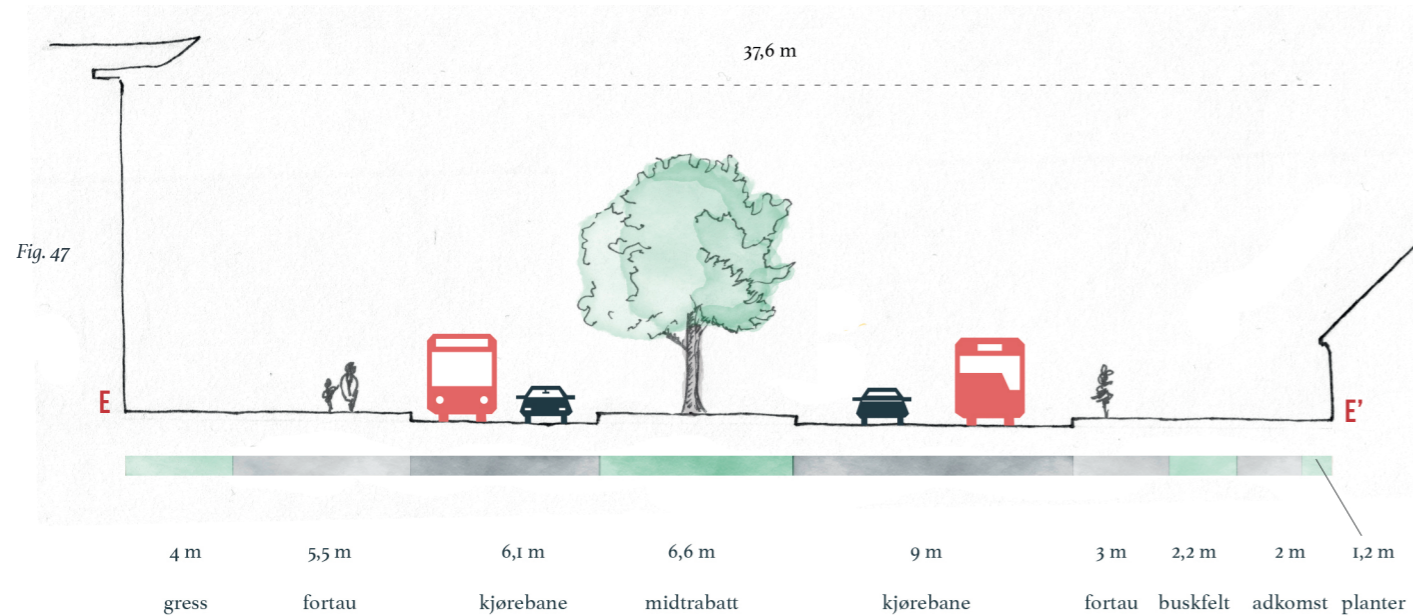 37,6 m
Fig. 47
E
E’
4 m
5,5 m
6,1 m
6,6 m
9 m
3 m
2,2 m
2 m
1,2 m
gress
fortau
kjørebane
midtrabatt
kjørebane
fortau
buskfelt
adkomst
planter